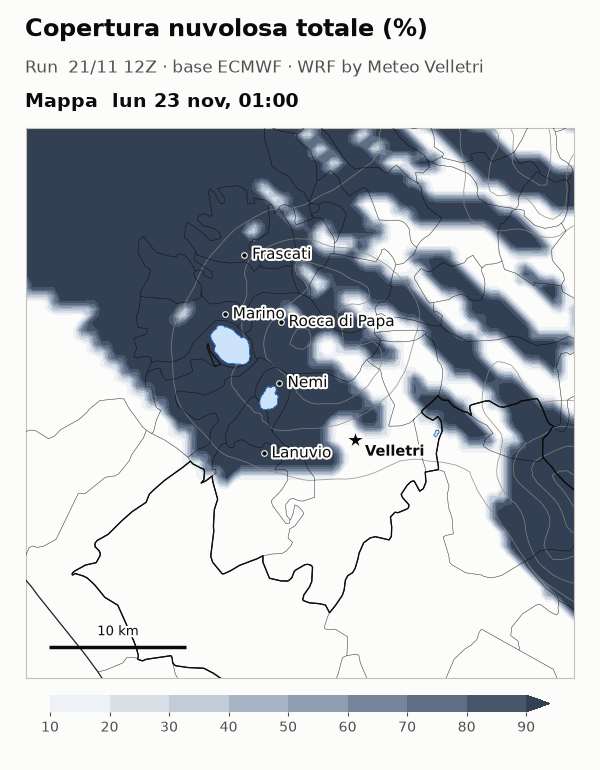 Copertura nuvolosa totale (%)
Run  21/11 12Z · base ECMWF · WRF by Meteo Velletri
Mappa  lun 23 nov, 01:00
Frascati
Marino
Rocca di Papa
Nemi
Velletri
Lanuvio
10 km
10 20 30 40 50 60 70 80 90